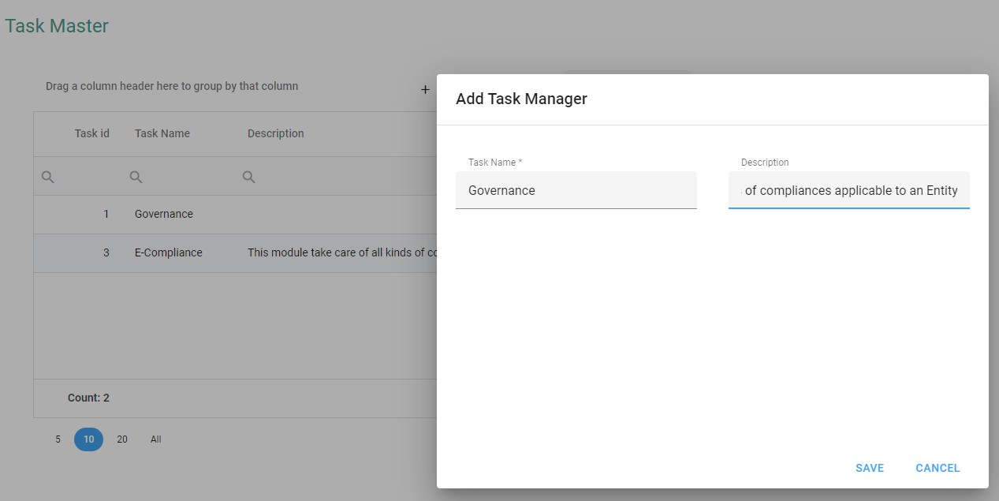 Task Master
Drag a column header here to group by that column
+
Add Task Manager
Task id Task Name Description
Task Name *
Description
Governance
of compliances applicable to an Entity
1 Governance
3 E-Compliance This module take care of all kinds of co
Count: 2
5 10 20 All
SAVE CANCEL